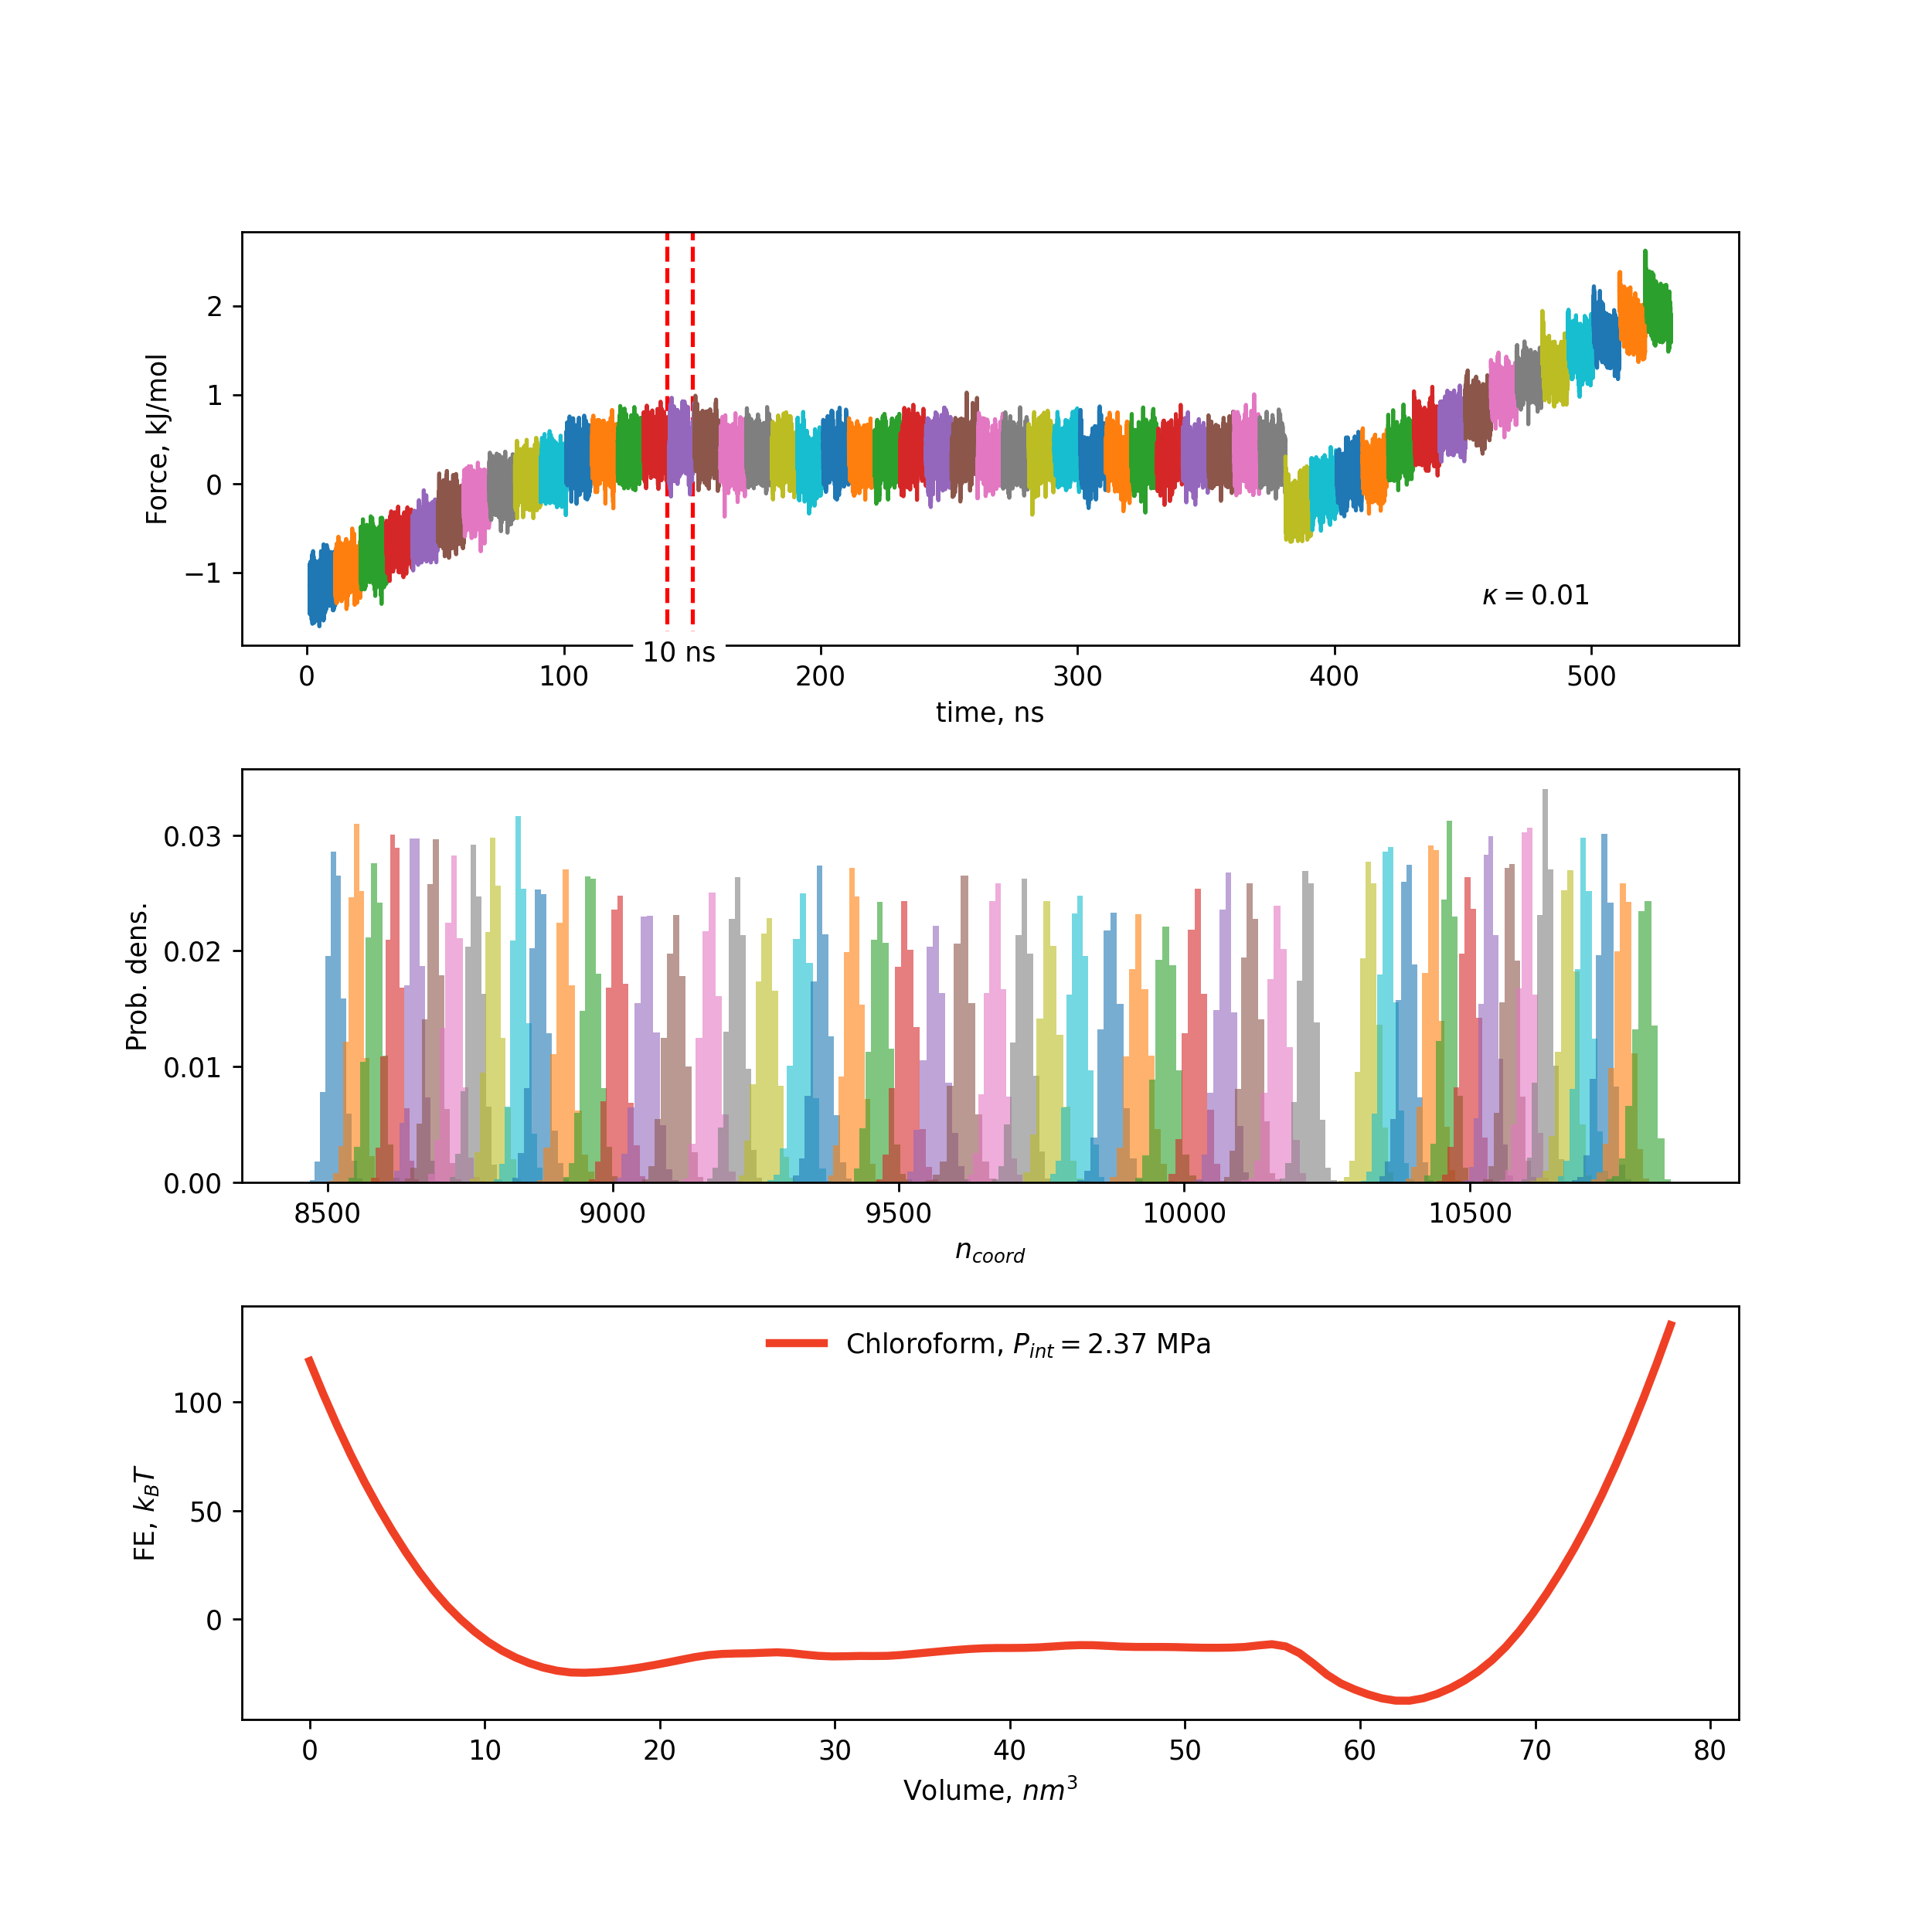 2
1
0
−1
Force, kJ/mol
κ = 0.01
10 ns
0 100 200 300 400 500
time, ns
0.03
0.02
0.01
0.00
Prob. dens.
8500 9000 9500 10000 10500
n_coord
Chloroform, P_int = 2.37 MPa
100
50
0
FE, k_BT
0 10 20 30 40 50 60 70 80
Volume, nm³